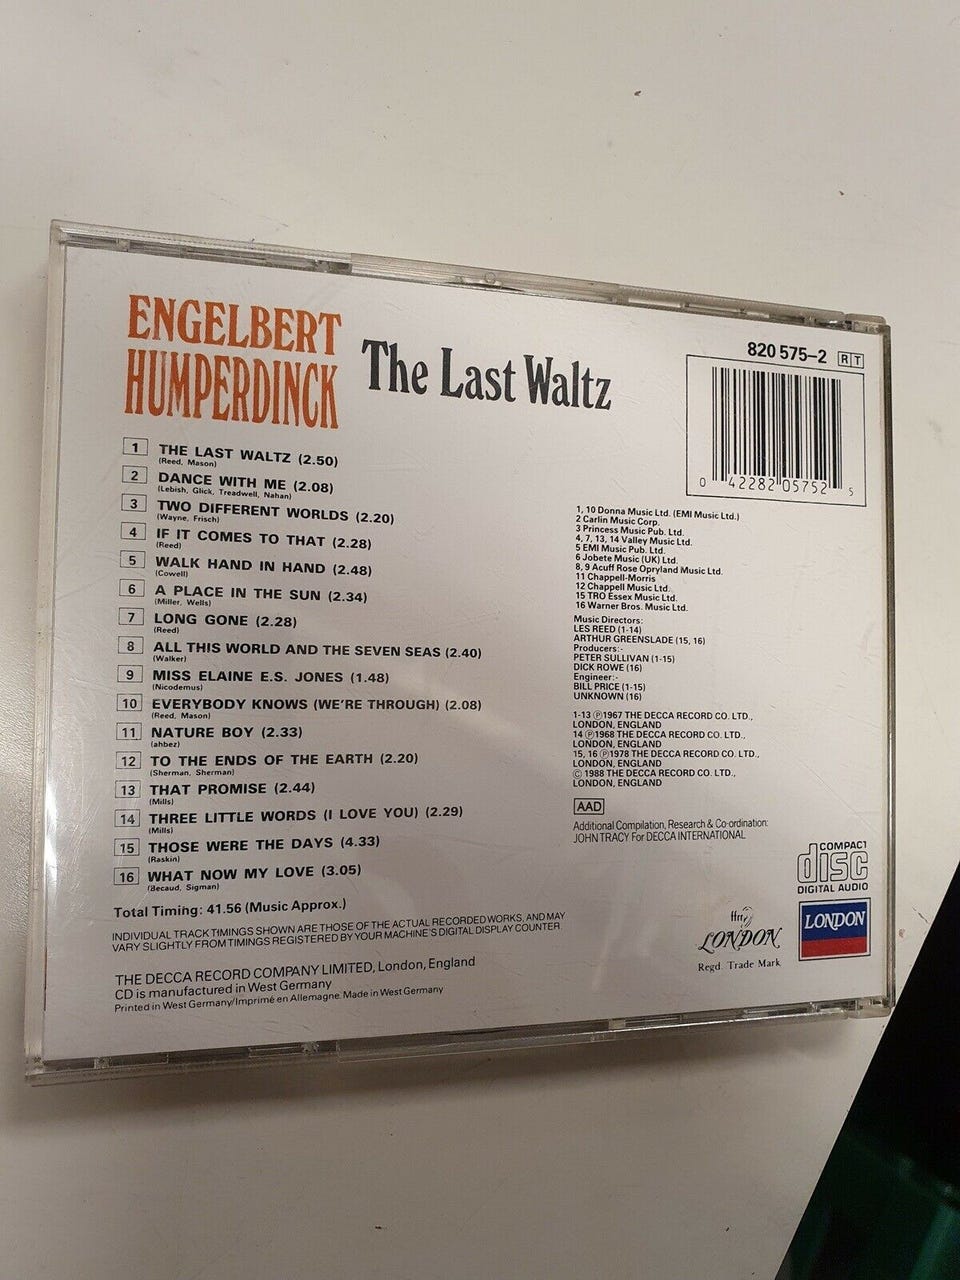 ENGELBERT
HUMPERDINCK
The Last Waltz
820 575–2 RT
0 42282 05752 5
1 THE LAST WALTZ (2.50)
(Reed, Mason)
2 DANCE WITH ME (2.08)
(Lebish, Glick, Treadwell, Nahan)
3 TWO DIFFERENT WORLDS (2.20)
(Wayne, Frisch)
4 IF IT COMES TO THAT (2.28)
(Reed)
5 WALK HAND IN HAND (2.48)
(Cowell)
6 A PLACE IN THE SUN (2.34)
(Miller, Wells)
7 LONG GONE (2.28)
(Reed)
8 ALL THIS WORLD AND THE SEVEN SEAS (2.40)
(Walker)
9 MISS ELAINE E.S. JONES (1.48)
(Nicodemus)
10 EVERYBODY KNOWS (WE'RE THROUGH) (2.08)
(Reed, Mason)
11 NATURE BOY (2.33)
(ahbez)
12 TO THE ENDS OF THE EARTH (2.20)
(Sherman, Sherman)
13 THAT PROMISE (2.44)
(Mills)
14 THREE LITTLE WORDS (I LOVE YOU) (2.29)
(Mills)
15 THOSE WERE THE DAYS (4.33)
(Raskin)
16 WHAT NOW MY LOVE (3.05)
(Becaud, Sigman)
Total Timing: 41.56 (Music Approx.)
INDIVIDUAL TRACK TIMINGS SHOWN ARE THOSE OF THE ACTUAL RECORDED WORKS, AND MAY
VARY SLIGHTLY FROM TIMINGS REGISTERED BY YOUR MACHINE'S DIGITAL DISPLAY COUNTER.
THE DECCA RECORD COMPANY LIMITED, London, England
CD is manufactured in West Germany
Printed in West Germany/Imprimé en Allemagne. Made in West Germany
1, 10 Donna Music Ltd. (EMI Music Ltd.)
2 Carlin Music Corp.
3 Princess Music Pub. Ltd.
4, 7, 13, 14 Valley Music Ltd.
5 EMI Music Pub. Ltd.
6 Jobete Music (UK) Ltd.
8, 9 Acuff Rose Opryland Music Ltd.
11 Chappell-Morris
12 Chappell Music Ltd.
15 TRO Essex Music Ltd.
16 Warner Bros. Music Ltd.
Music Directors:
LES REED (1-14)
ARTHUR GREENSLADE (15, 16)
Producers:-
PETER SULLIVAN (1-15)
DICK ROWE (16)
Engineer:-
BILL PRICE (1-15)
UNKNOWN (16)
1-13 ℗ 1967 THE DECCA RECORD CO. LTD.,
LONDON, ENGLAND
14 ℗ 1968 THE DECCA RECORD CO. LTD.,
LONDON, ENGLAND
15, 16 ℗ 1978 THE DECCA RECORD CO. LTD.,
LONDON, ENGLAND
© 1988 THE DECCA RECORD CO. LTD.,
LONDON, ENGLAND
AAD
Additional Compilation, Research & Co-ordination:
JOHN TRACY For DECCA INTERNATIONAL
COMPACT
disc
DIGITAL AUDIO
ffrr
LONDON
Regd. Trade Mark
LONDON